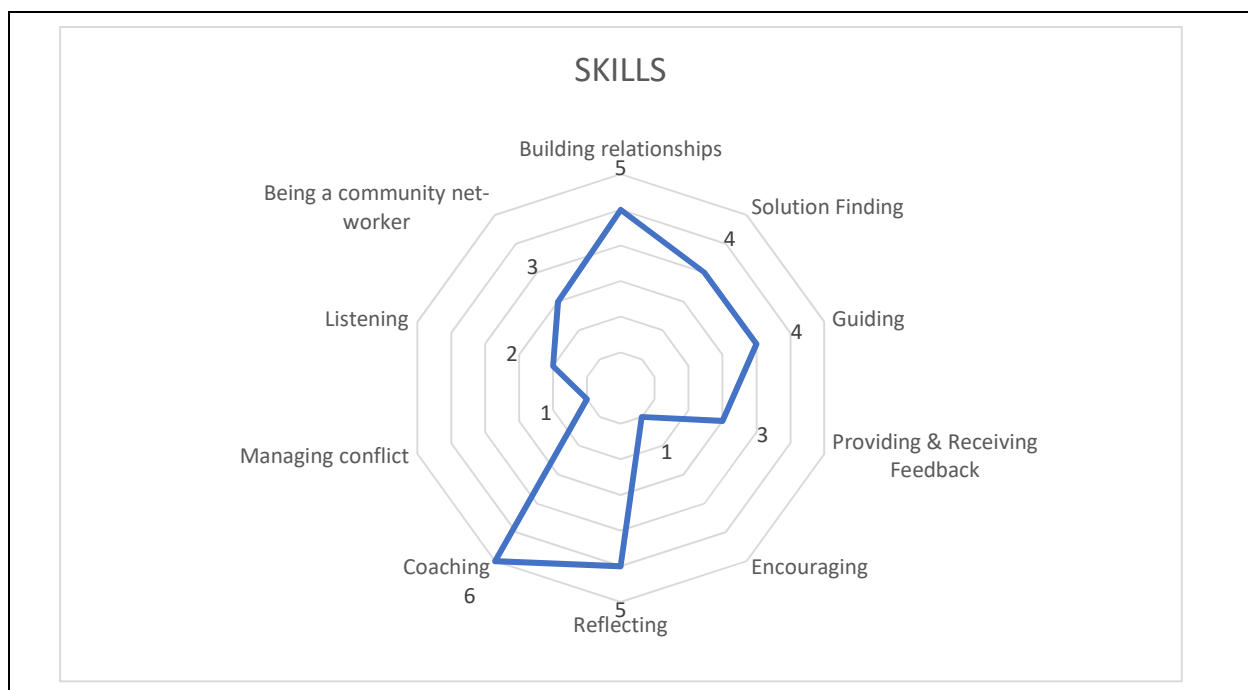 SKILLS
Building relationships
5
Solution Finding
4
Guiding
4
Providing & Receiving
Feedback
3
Encouraging
1
Reflecting
5
Coaching
6
Managing conflict
1
Listening
2
Being a community net-
worker
3